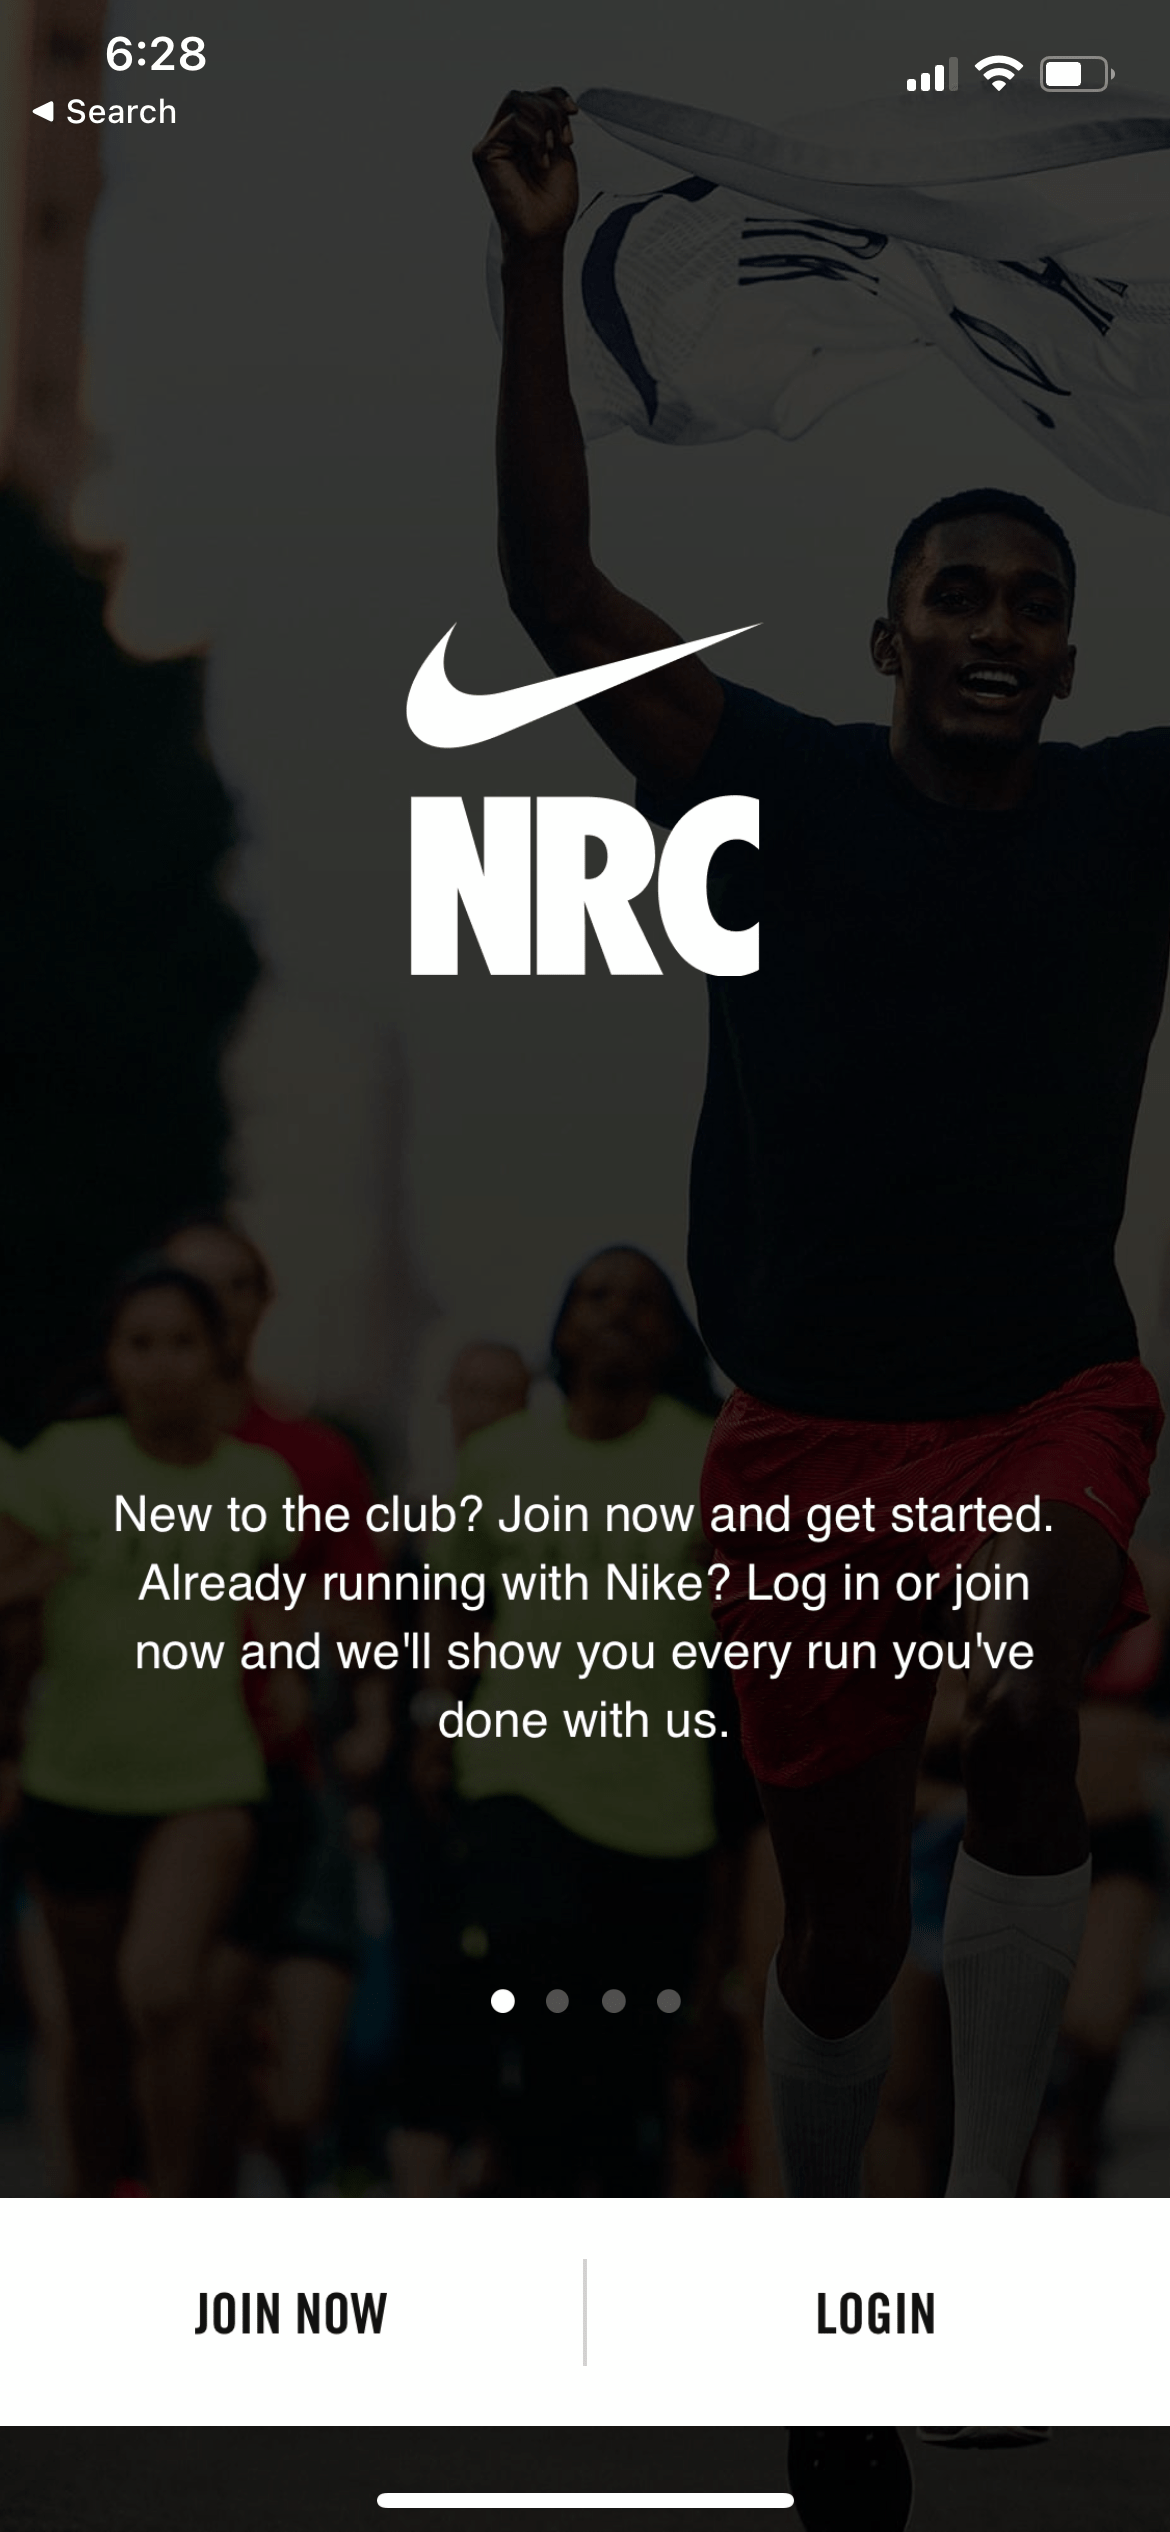 6:28
Search
NRC
New to the club? Join now and get started.
Already running with Nike? Log in or join
now and we'll show you every run you've
done with us.
JOIN NOW
LOGIN